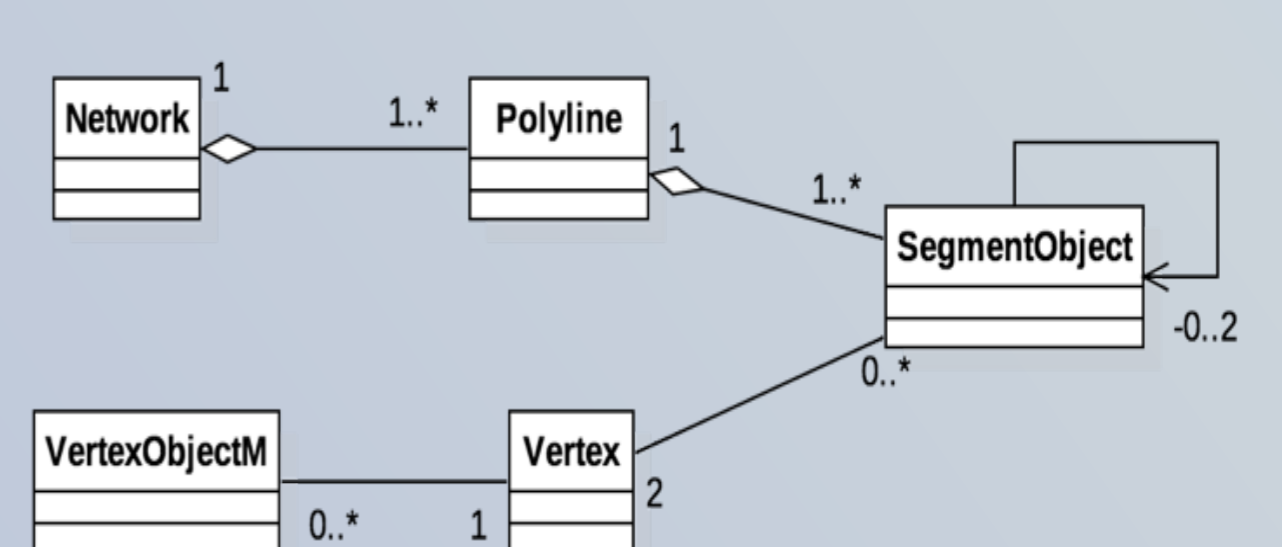 1
Network
1..*
Polyline
1
1..*
SegmentObject
-0..2
0..*
VertexObjectM
Vertex
2
0..*
1